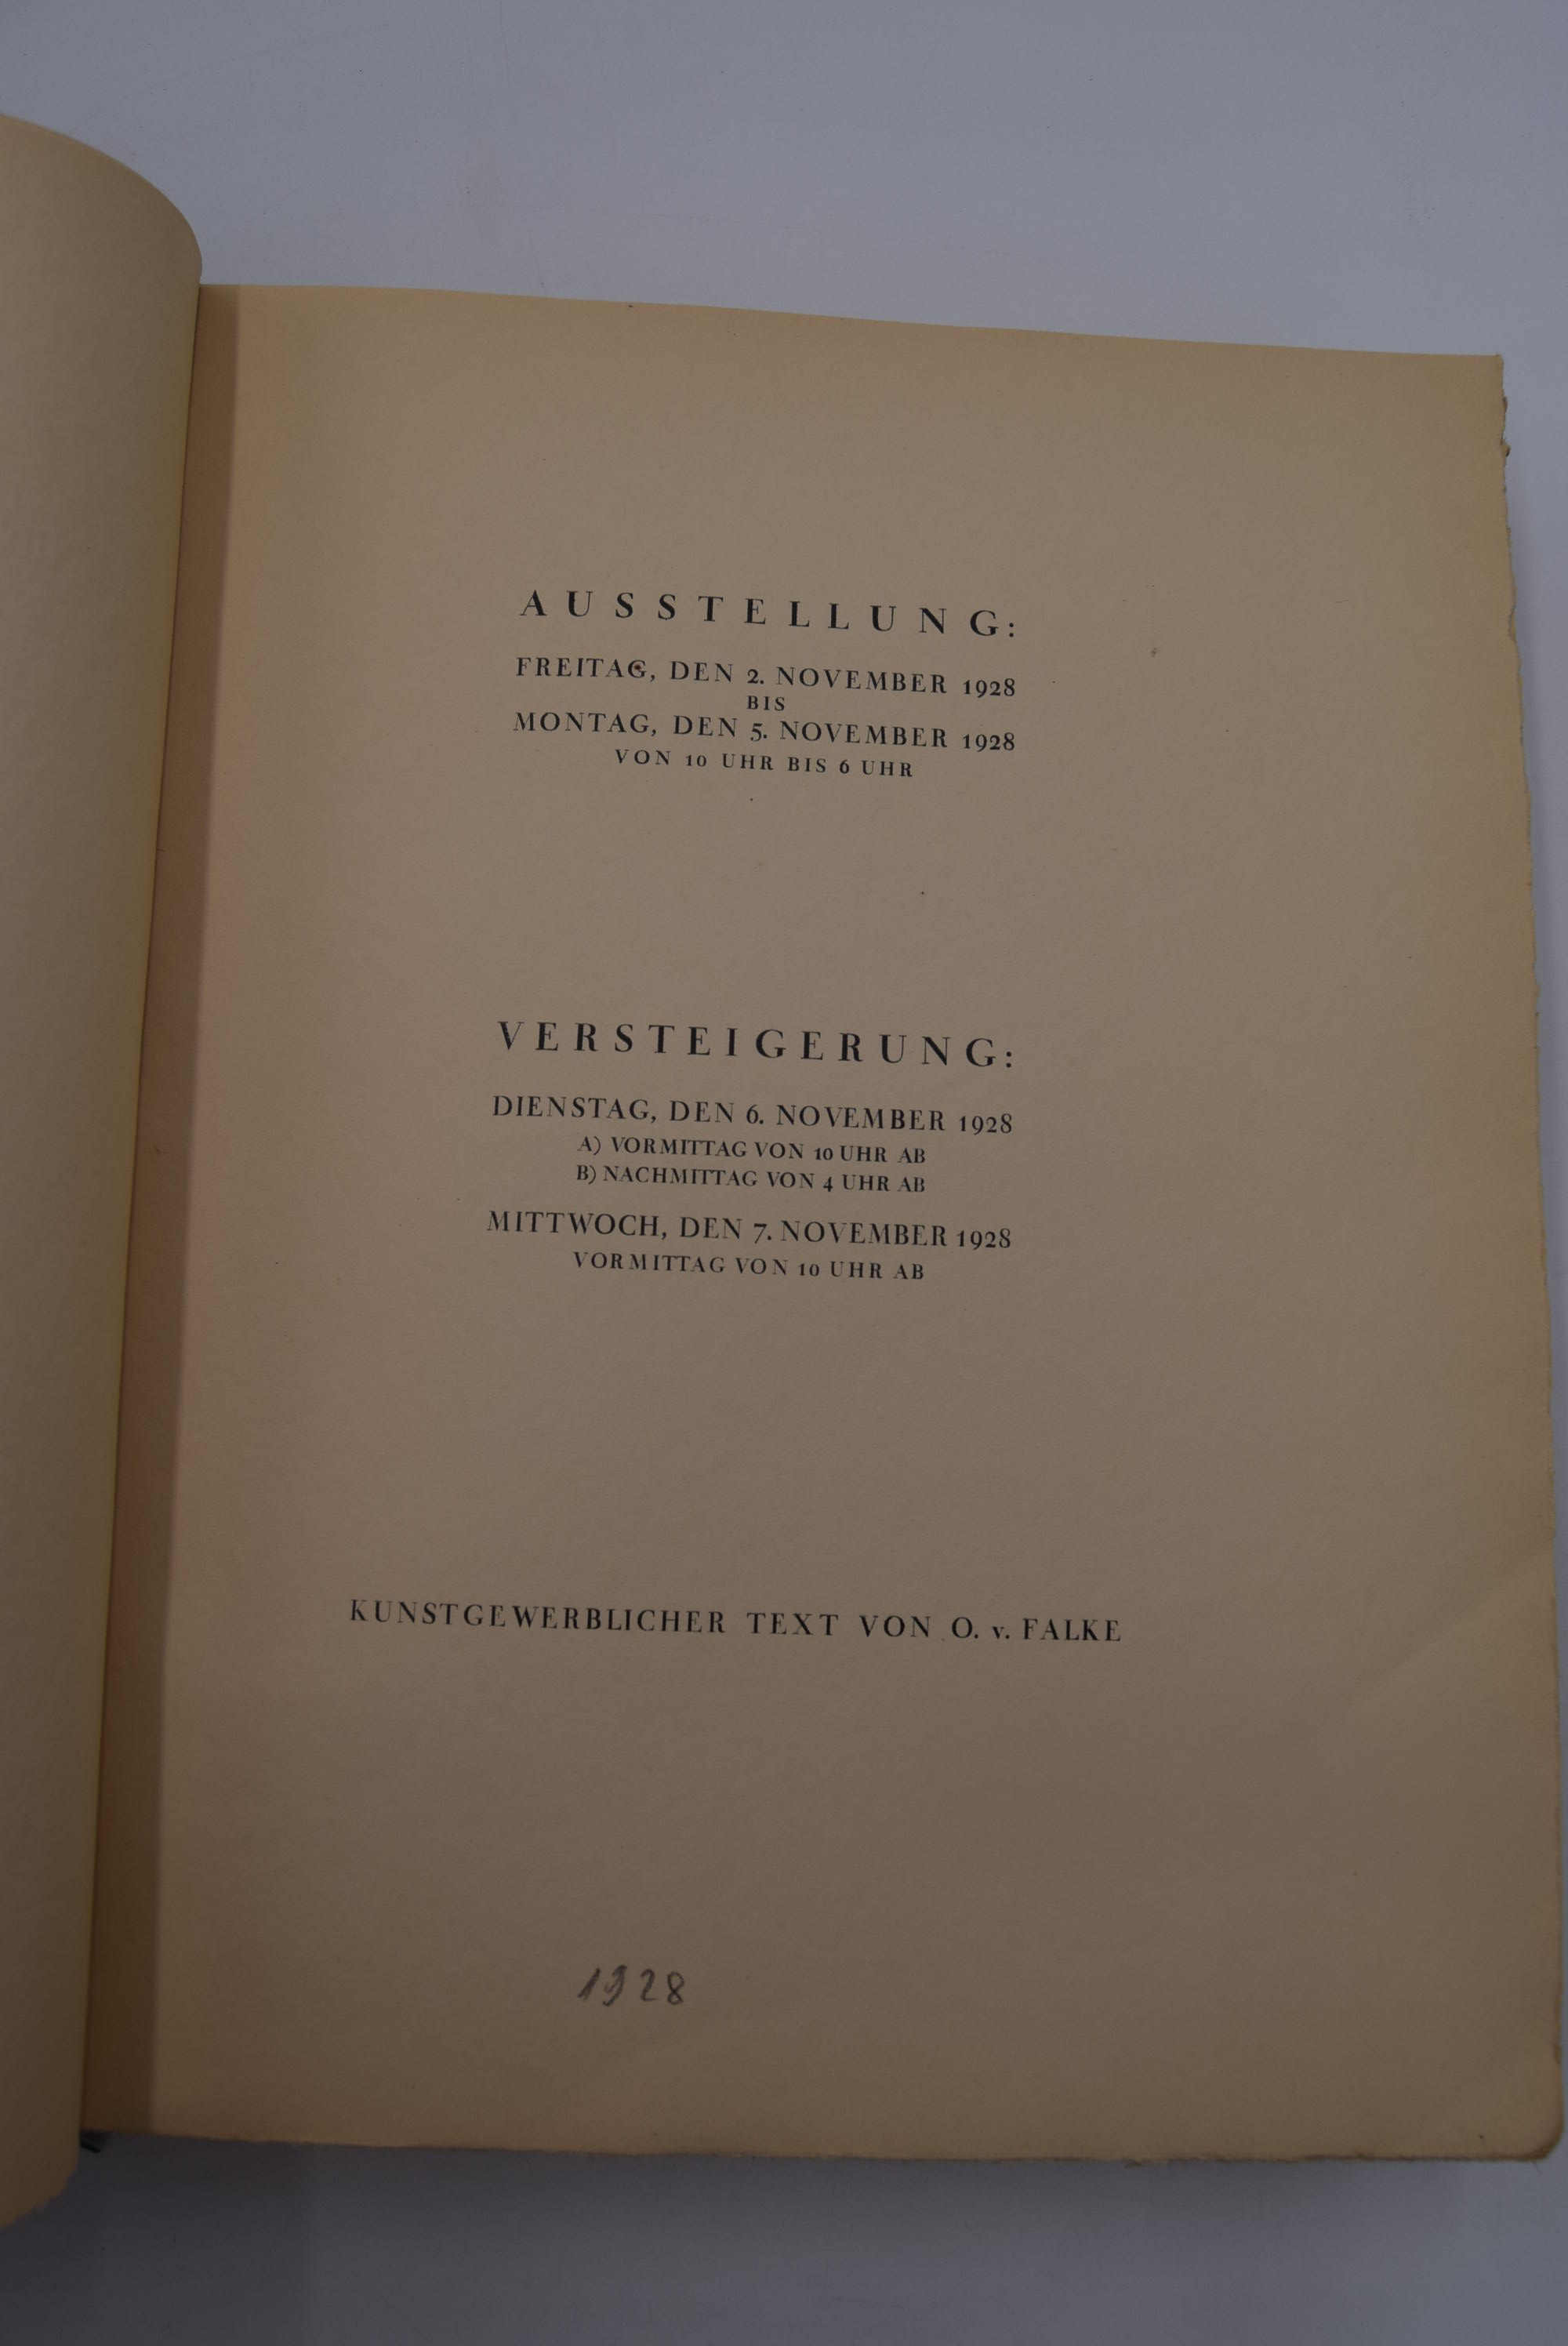 AUSSTELLUNG:
FREITAG, DEN 2. NOVEMBER 1928
BIS
MONTAG, DEN 5. NOVEMBER 1928
VON 10 UHR BIS 6 UHR
VERSTEIGERUNG:
DIENSTAG, DEN 6. NOVEMBER 1928
A) VORMITTAG VON 10 UHR AB
B) NACHMITTAG VON 4 UHR AB
MITTWOCH, DEN 7. NOVEMBER 1928
VORMITTAG VON 10 UHR AB
KUNSTGEWERBLICHER TEXT VON O. v. FALKE
1928